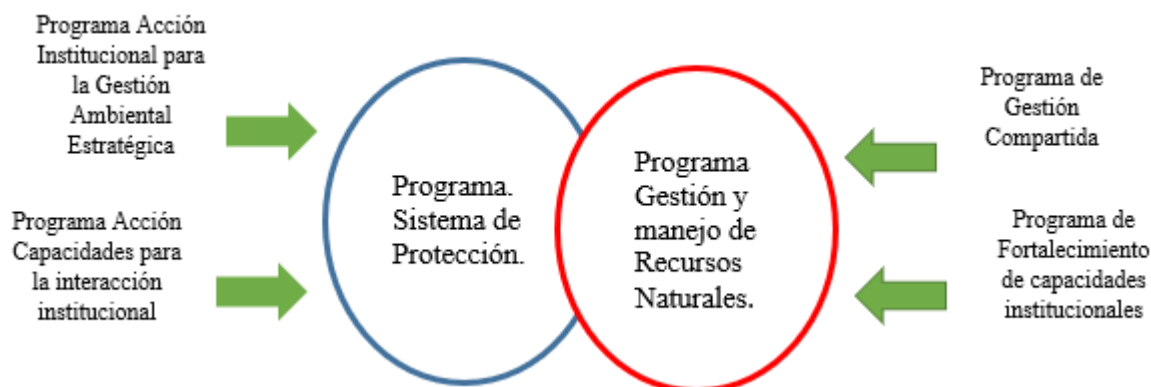 Programa Acción
Institucional para
la Gestión
Ambiental
Estratégica
Programa Acción
Capacidades para
la interacción
institucional
Programa.
Sistema de
Protección.
Programa
Gestión y
manejo de
Recursos
Naturales.
Programa de
Gestión
Compartida
Programa de
Fortalecimiento
de capacidades
institucionales